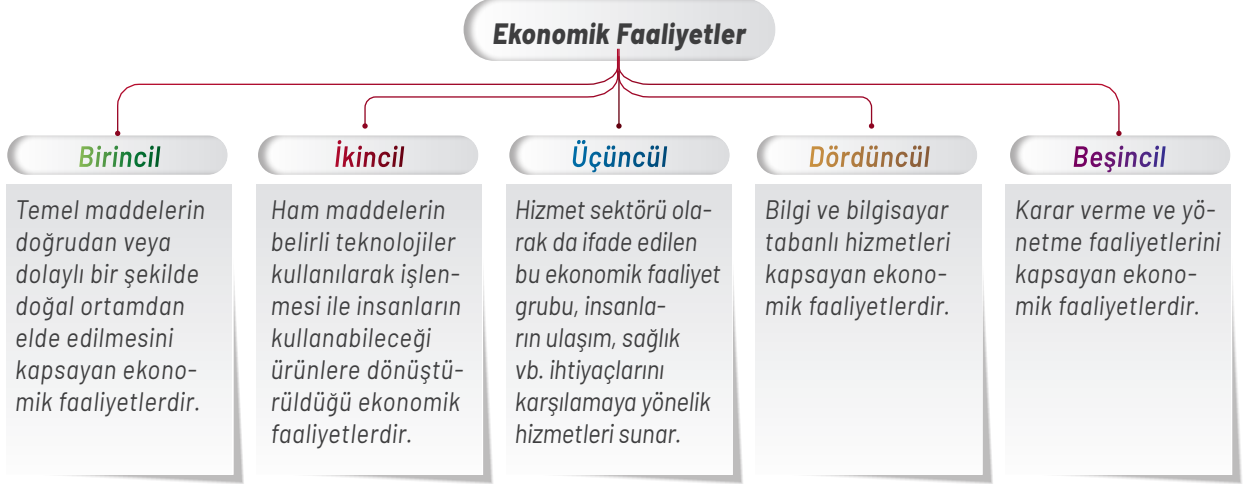 Ekonomik Faaliyetler
Birincil
Temel maddelerin
doğrudan veya
dolaylı bir şekilde
doğal ortamdan
elde edilmesini
kapsayan ekono-
mik faaliyetlerdir.
İkincil
Ham maddelerin
belirli teknolojiler
kullanılarak işlen-
mesi ile insanların
kullanabileceği
ürünlere dönüştü-
rüldüğü ekonomik
faaliyetlerdir.
Üçüncül
Hizmet sektörü ola-
rak da ifade edilen
bu ekonomik faaliyet
grubu, insanla-
rın ulaşım, sağlık
vb. ihtiyaçlarını
karşılamaya yönelik
hizmetleri sunar.
Dördüncül
Bilgi ve bilgisayar
tabanlı hizmetleri
kapsayan ekono-
mik faaliyetlerdir.
Beşincil
Karar verme ve yö-
netme faaliyetlerini
kapsayan ekono-
mik faaliyetlerdir.